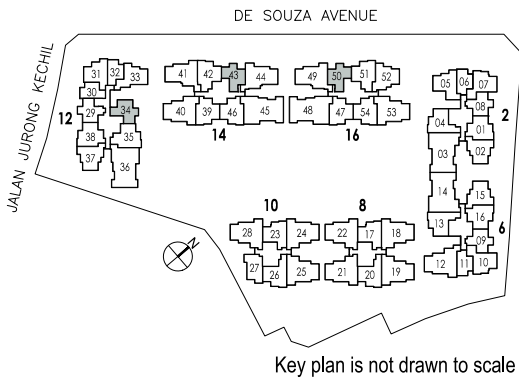 DE SOUZA AVENUE
JALAN JURONG KECHIL
31 32 33
30
29 34
12
38 35
37 36
41 42 43 44
40 39 46 45
14
49 50 51 52
48 47 54 53
16
05 06 07
08
04 01
2
03 02
14 15
13 16
09
6
12 11 10
10
28 23 24
27 26 25
8
22 17 18
21 20 19
N
Key plan is not drawn to scale